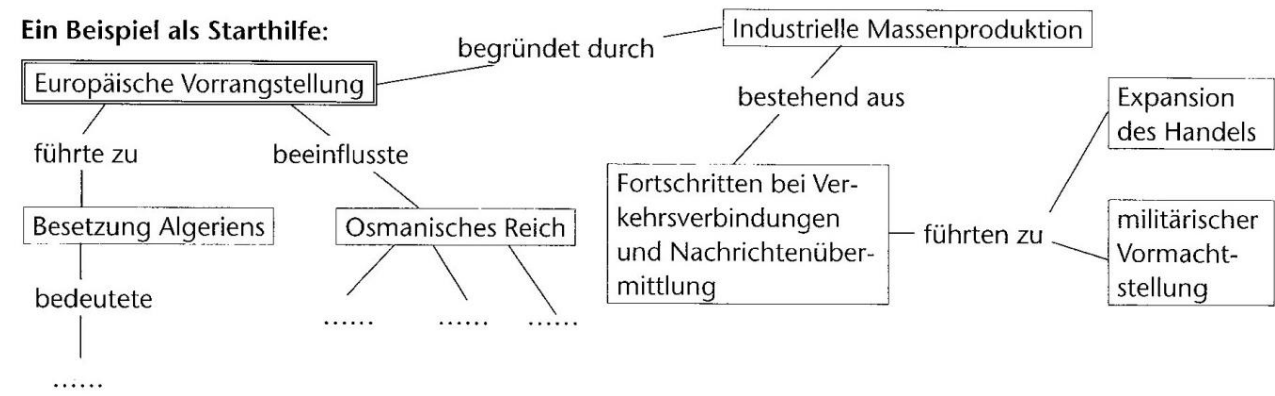 Ein Beispiel als Starthilfe:
Europäische Vorrangstellung
begründet durch
Industrielle Massenproduktion
führte zu
beeinflusste
bestehend aus
Expansion
des Handels
Besetzung Algeriens
Osmanisches Reich
Fortschritten bei Ver-
kehrsverbindungen
und Nachrichtenüber-
mittlung
führten zu
militärischer
Vormacht-
stellung
bedeutete
......
......
......
......